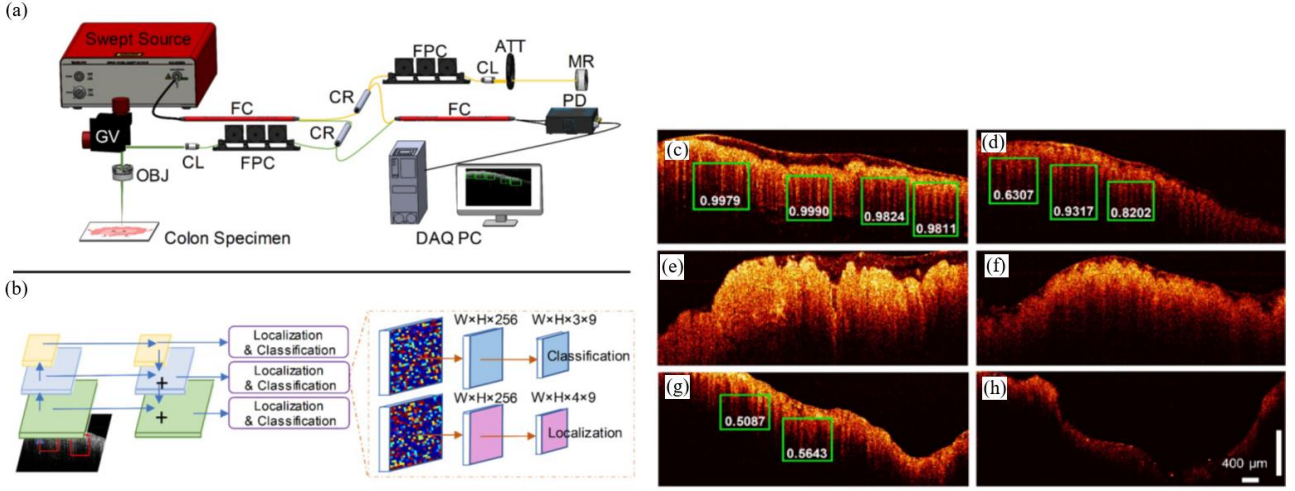 (a)
Swept Source
FPC
ATT
CL
MR
CR
FC
FC
PD
GV
CR
CL
FPC
OBJ
Colon Specimen
DAQ PC
(b)
Localization
& Classification
Localization
& Classification
Localization
& Classification
W×H×256
W×H×3×9
Classification
W×H×256
W×H×4×9
Localization
(c)
0.9979
0.9990
0.9824
0.9811
(d)
0.6307
0.9317
0.8202
(e)
(f)
(g)
0.5087
0.5643
(h)
400 µm